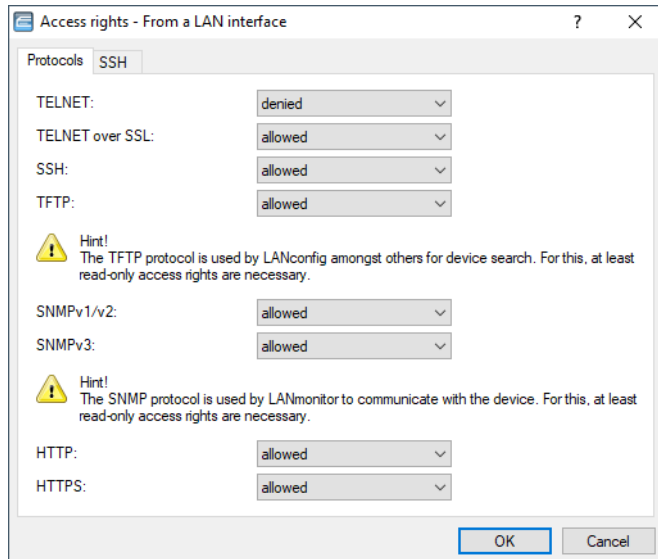 Access rights - From a LAN interface
?
Protocols
SSH
TELNET:
denied
TELNET over SSL:
allowed
SSH:
allowed
TFTP:
allowed
Hint!
The TFTP protocol is used by LANconfig amongst others for device search. For this, at least
read-only access rights are necessary.
SNMPv1/v2:
allowed
SNMPv3:
allowed
Hint!
The SNMP protocol is used by LANmonitor to communicate with the device. For this, at least
read-only access rights are necessary.
HTTP:
allowed
HTTPS:
allowed
OK
Cancel